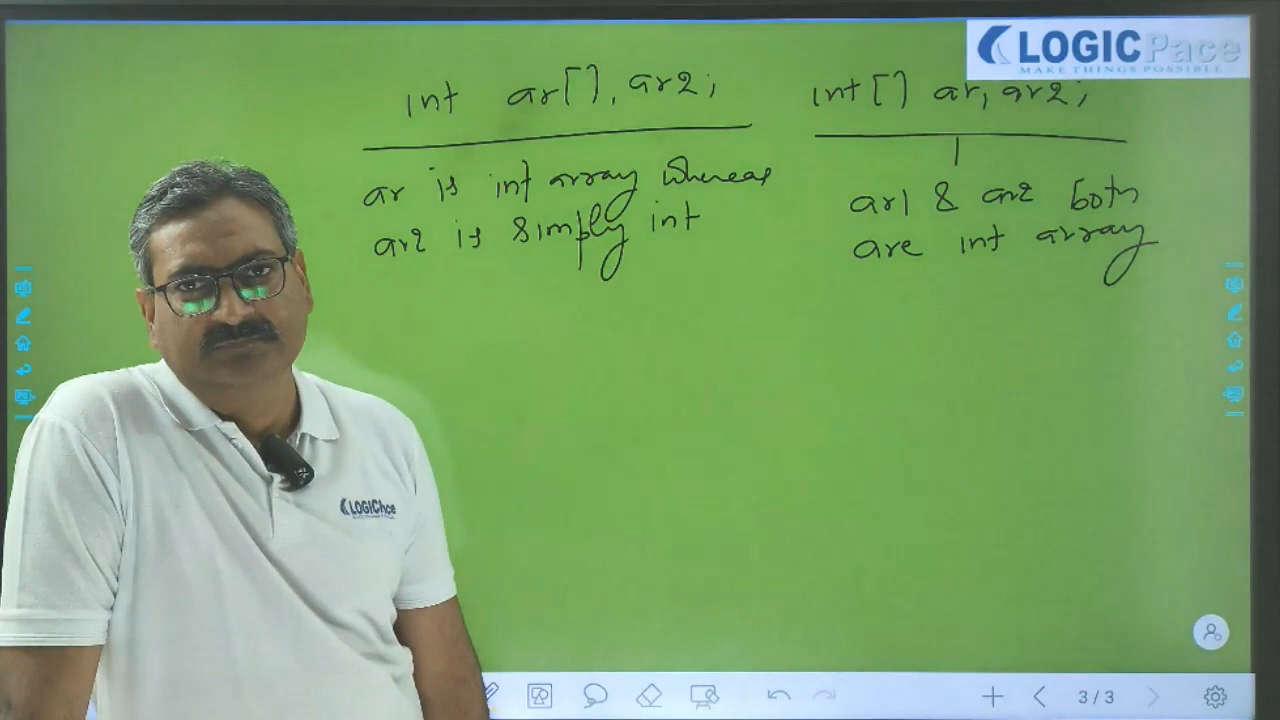 LOGICPace
MAKE THINGS POSSIBLE
int ar[], ar2;
ar is int array whereas
ar2 is simply int
int[] ar, ar2;
ar1 & ar2 both
are int array
LOGICPace
3/3